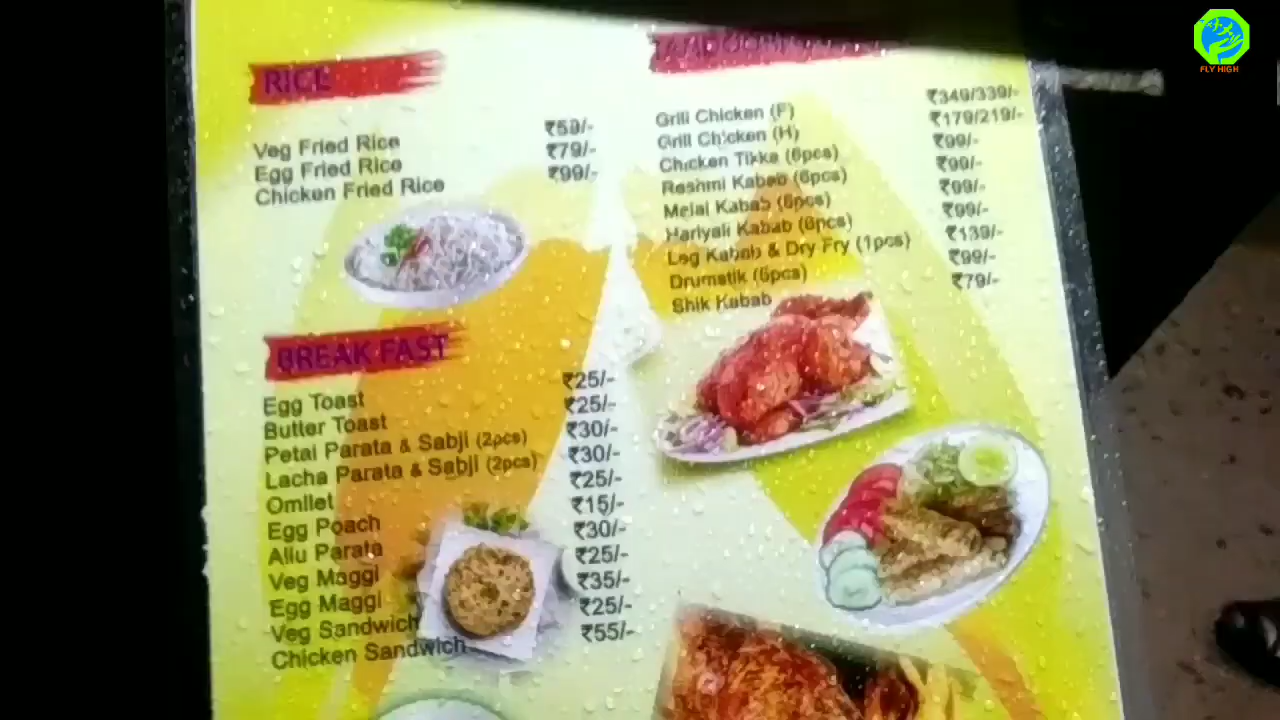 FLY HIGH
RICE
Veg Fried Rice ₹59/-
Egg Fried Rice ₹79/-
Chicken Fried Rice ₹99/-
BREAK FAST
Egg Toast ₹25/-
Butter Toast ₹25/-
Petai Parata & Sabji (2pcs) ₹30/-
Lacha Parata & Sabji (2pcs) ₹30/-
Omllet ₹25/-
Egg Poach ₹15/-
Allu Parata ₹30/-
Veg Maggi ₹25/-
Egg Maggi ₹35/-
Veg Sandwich ₹25/-
Chicken Sandwich ₹55/-
Grill Chicken (F) ₹349/339/-
Grill Chicken (H) ₹179/219/-
Chicken Tikka (6pcs) ₹99/-
Reshmi Kabab (6pcs) ₹99/-
Melai Kabab (6pcs) ₹99/-
Hariyali Kabab (6pcs) ₹99/-
Leg Kabab & Dry Fry (1pcs) ₹139/-
Drumstik (6pcs) ₹99/-
Shik Kabab ₹79/-